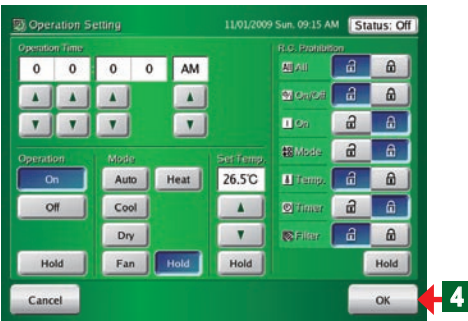 Operation Setting 11/01/2009 Sun. 09:15 AM Status: Off
Operation Time R.C. Prohibition
0 0 : 0 0 AM
All
On/Off
On
Mode
Temp.
Timer
Filter
Hold
Operation Mode Set Temp.
On Auto Heat 26.5℃
Off Cool
Dry
Hold Fan Hold Hold
Cancel OK 4